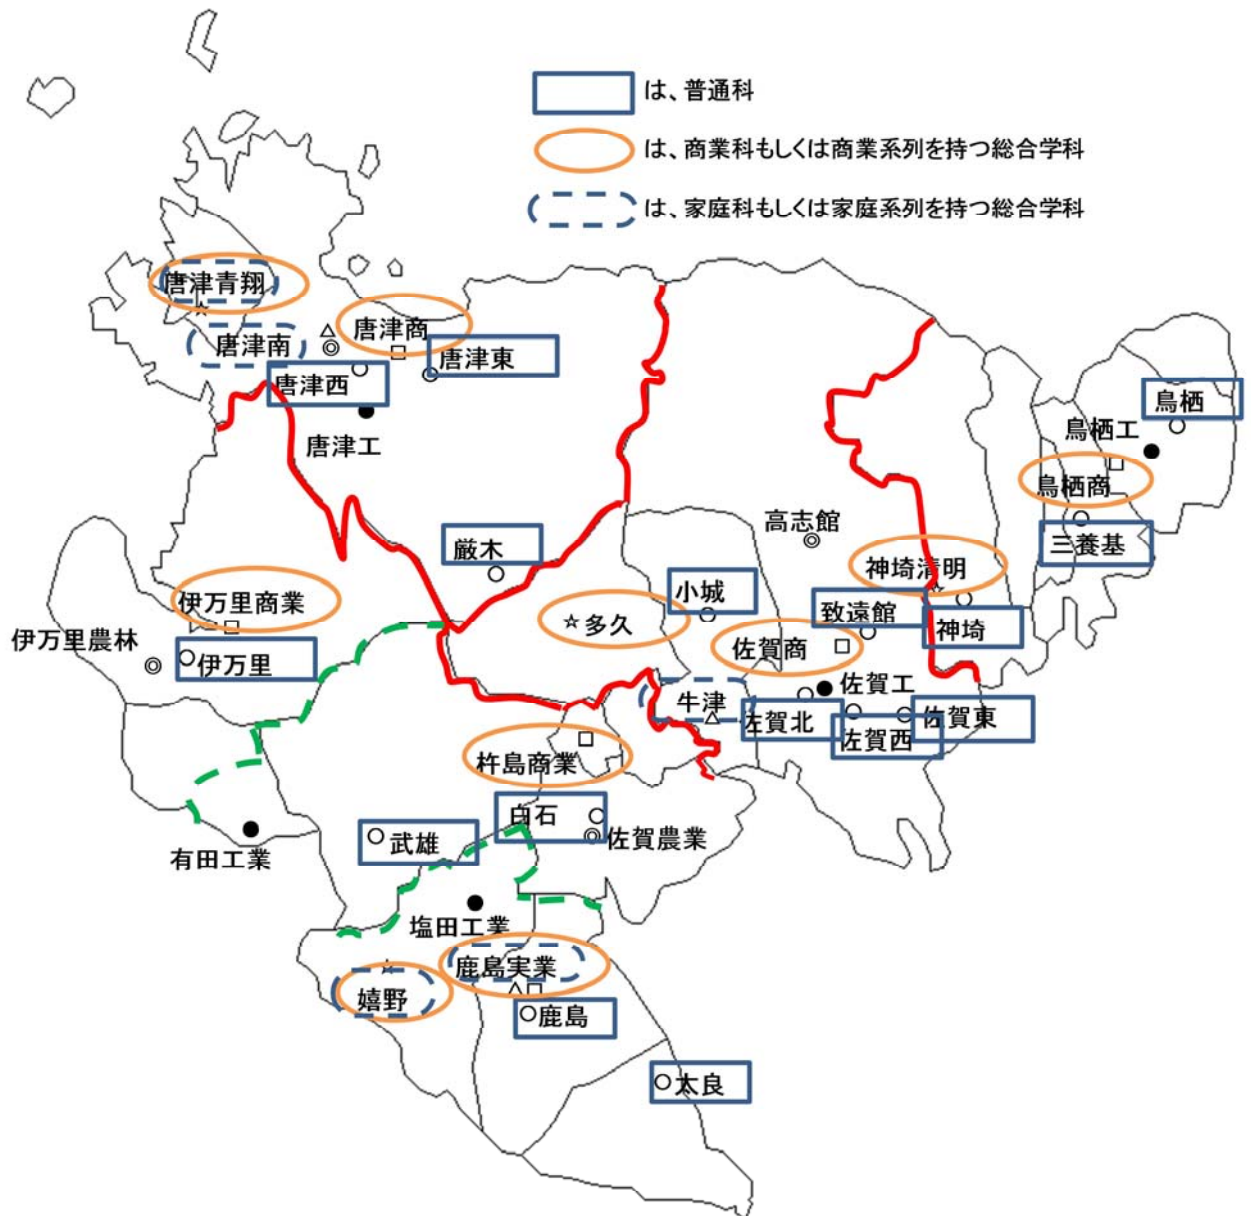 は、普通科
は、商業科もしくは商業系列を持つ総合学科
は、家庭科もしくは家庭系列を持つ総合学科
唐津青翔
唐津商
唐津南
唐津東
唐津西
唐津工
鳥栖
鳥栖工
鳥栖商
三養基
高志館
厳木
神埼清明
小城
致遠館
神埼
伊万里商業
多久
佐賀商
伊万里農林
伊万里
佐賀工
牛津
佐賀北
佐賀東
佐賀西
杵島商業
白石
佐賀農業
武雄
有田工業
塩田工業
鹿島実業
嬉野
鹿島
太良